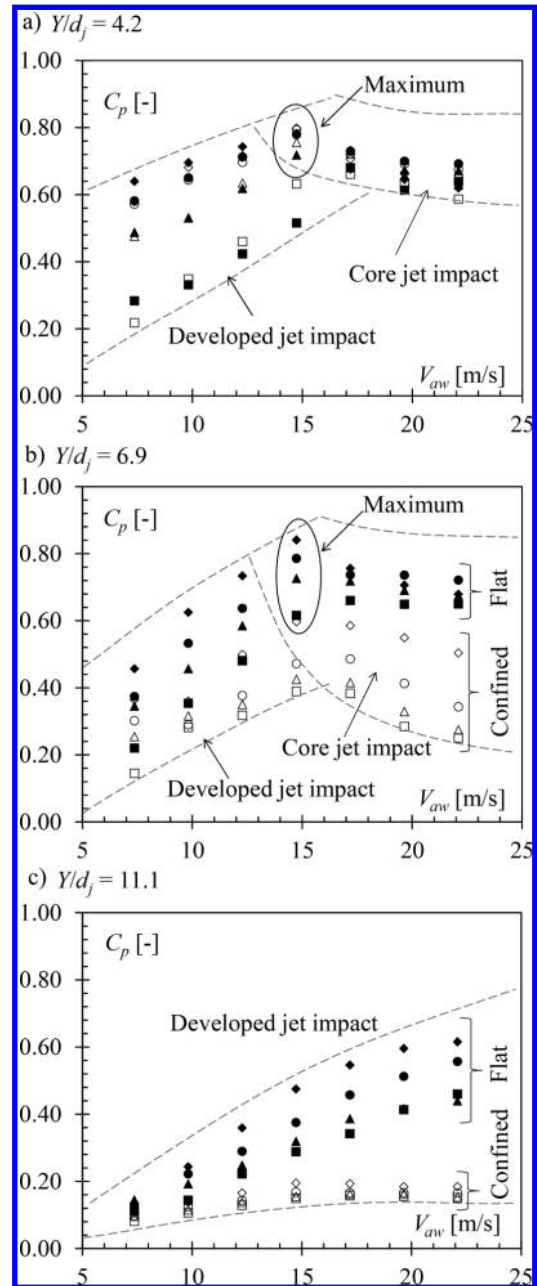 a) Y/dj = 4.2
1.00
Cp [-]
Maximum
0.80
0.60
0.40
Core jet impact
0.20
Developed jet impact
Vaw [m/s]
0.00
5 10 15 20 25
b) Y/dj = 6.9
1.00
Cp [-]
Maximum
0.80
Flat
0.60
Confined
0.40
Core jet impact
0.20
Developed jet impact
Vaw [m/s]
0.00
5 10 15 20 25
c) Y/dj = 11.1
1.00
Cp [-]
0.80
Developed jet impact
0.60
Flat
0.40
Confined
0.20
Vaw [m/s]
0.00
5 10 15 20 25